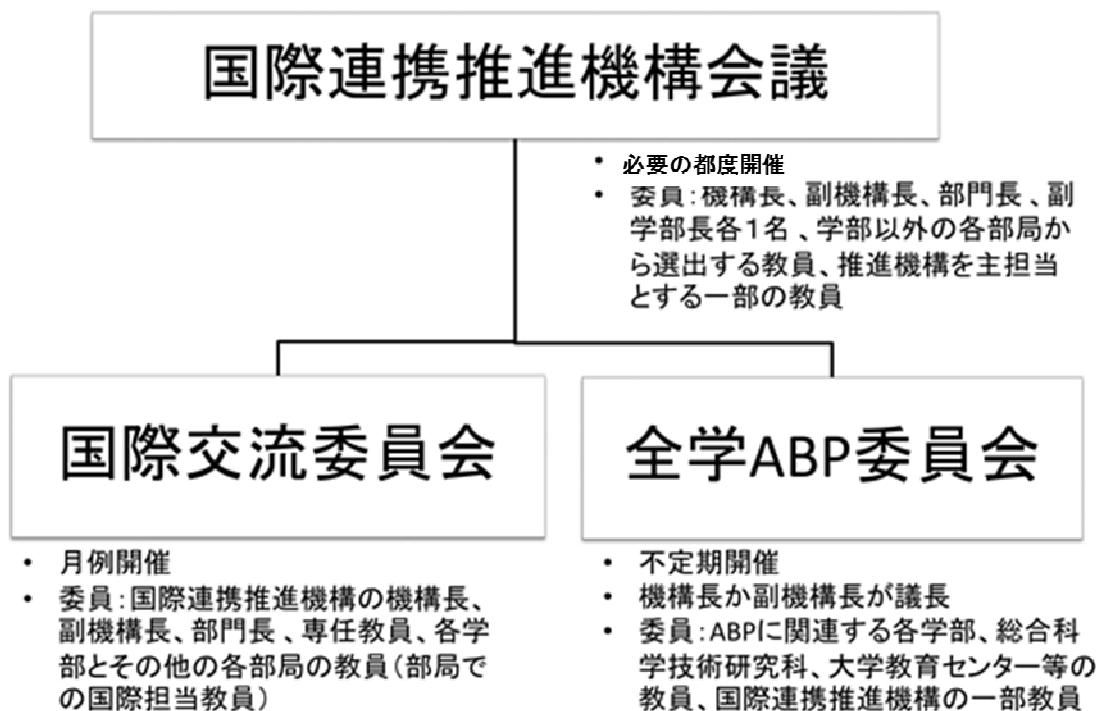 国際連携推進機構会議
• 必要の都度開催
• 委員:機構長、副機構長、部門長、副
学部長各1名、学部以外の各部局か
ら選出する教員、推進機構を主担当
とする一部の教員
国際交流委員会
• 月例開催
• 委員:国際連携推進機構の機構長、
副機構長、部門長、専任教員、各学
部とその他の各部局の教員(部局で
の国際担当教員)
全学ABP委員会
• 不定期開催
• 機構長か副機構長が議長
• 委員:ABPに関連する各学部、総合科
学技術研究科、大学教育センター等の
教員、国際連携推進機構の一部教員